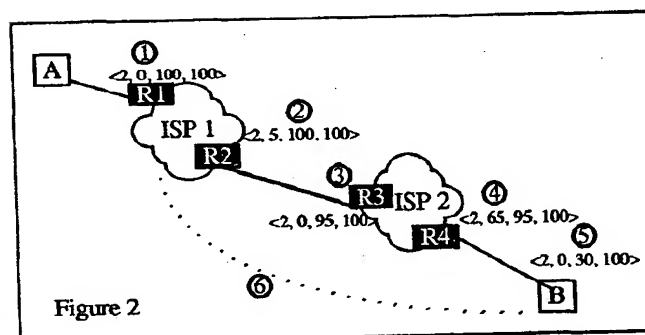 ①
A
<2, 0, 100, 100>
R1
ISP 1
②
<2, 5, 100, 100>
R2
③
R3
ISP 2
④
<2, 0, 95, 100>
<2, 65, 95, 100>
R4
⑤
<2, 0, 30, 100>
⑥
B
Figure 2